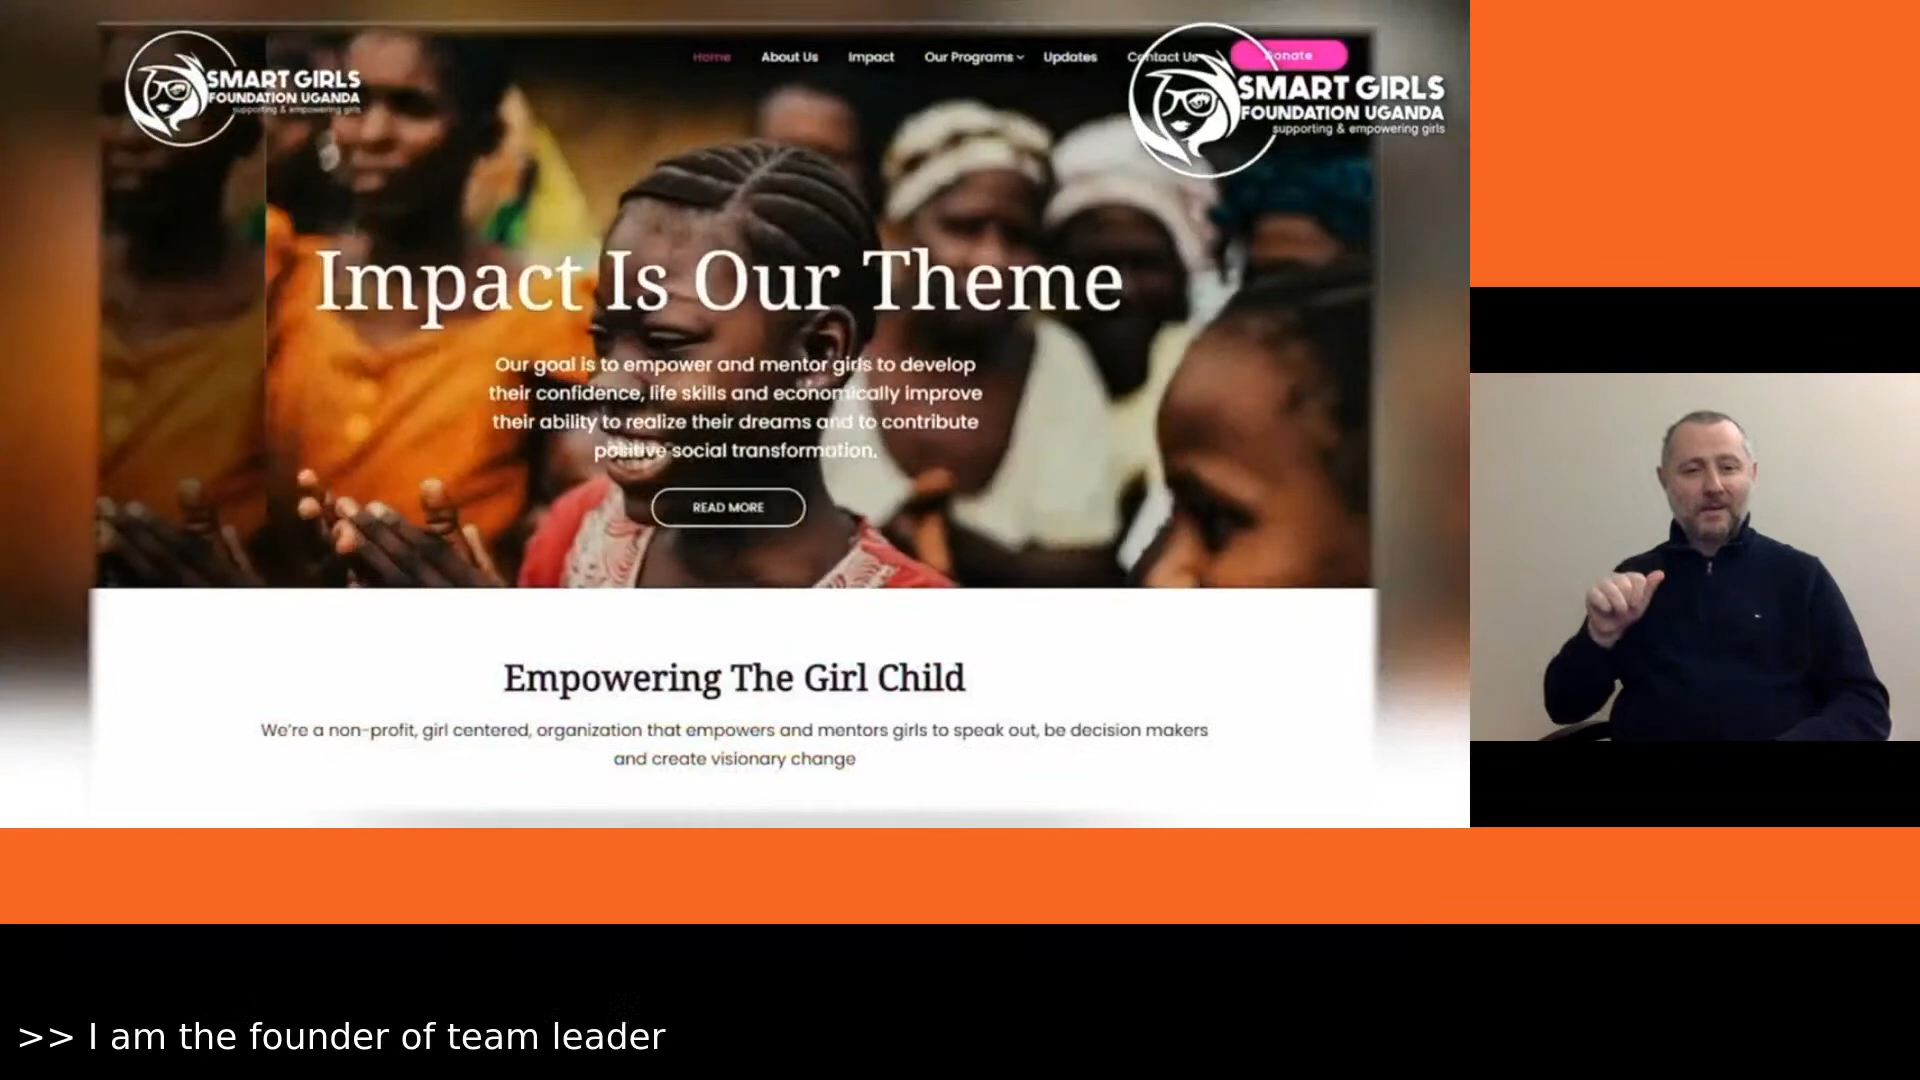 SMART GIRLS
FOUNDATION UGANDA
supporting & empowering girls
Home About Us Impact Our Programs Updates Contact Us Donate
SMART GIRLS
FOUNDATION UGANDA
supporting & empowering girls
Impact Is Our Theme
Our goal is to empower and mentor girls to develop
their confidence, life skills and economically improve
their ability to realize their dreams and to contribute
positive social transformation.
READ MORE
Empowering The Girl Child
We're a non-profit, girl centered, organization that empowers and mentors girls to speak out, be decision makers
and create visionary change
>> I am the founder of team leader